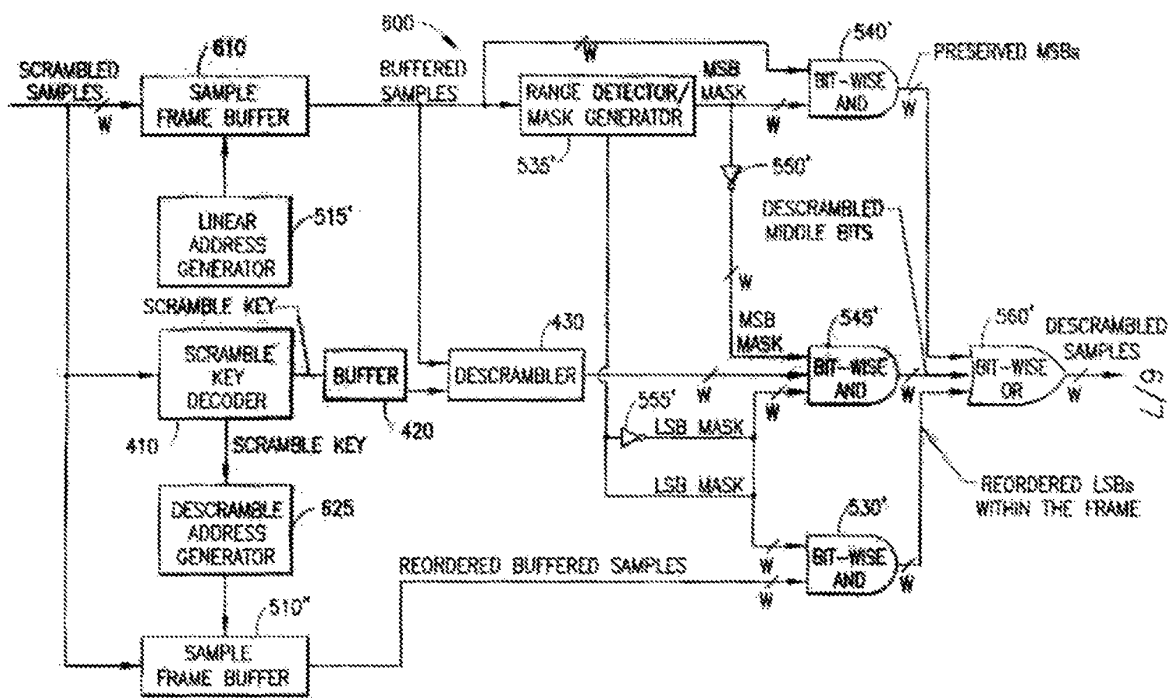 600
610
540'
SCRAMBLED
SAMPLES
W
SAMPLE
FRAME BUFFER
BUFFERED
SAMPLES
W
RANGE DETECTOR/
MASK GENERATOR
535'
MSB
MASK
W
BIT-WISE
AND
PRESERVED MSBs
W
550'
LINEAR
ADDRESS
GENERATOR
515'
DESCRAMBLED
MIDDLE BITS
W
SCRAMBLE KEY
SCRAMBLE
KEY
DECODER
410
BUFFER
420
430
DESCRAMBLER
W
MSB
MASK
545'
BIT-WISE
AND
W
W
560'
BIT-WISE
OR
DESCRAMBLED
SAMPLES
W
555'
LSB MASK
LSB MASK
SCRAMBLE KEY
DESCRAMBLE
ADDRESS
GENERATOR
625
REORDERED LSBs
WITHIN THE FRAME
530'
W
BIT-WISE
AND
W
REORDERED BUFFERED SAMPLES
W
510"
SAMPLE
FRAME BUFFER